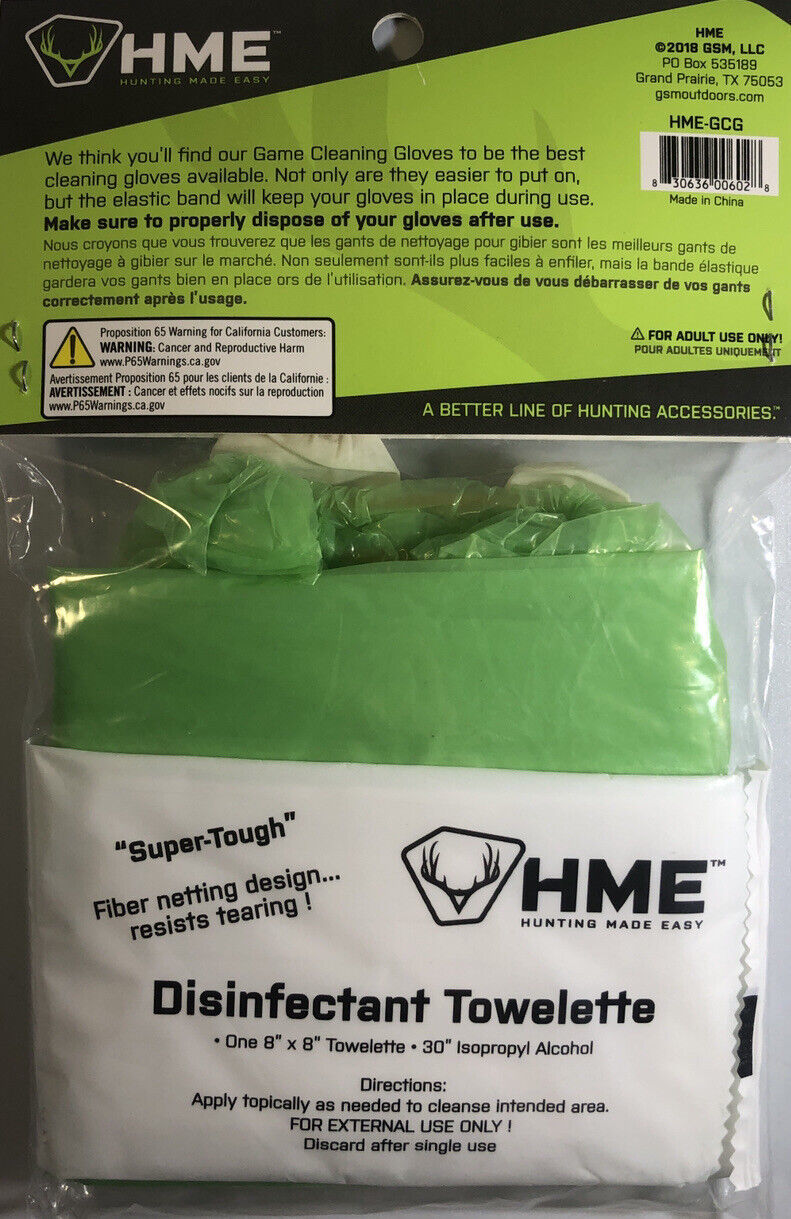 HME™
HUNTING MADE EASY
HME
©2018 GSM, LLC
PO Box 535189
Grand Prairie, TX 75053
gsmoutdoors.com
HME-GCG
8 30636 00602 8
Made in China
We think you'll find our Game Cleaning Gloves to be the best
cleaning gloves available. Not only are they easier to put on,
but the elastic band will keep your gloves in place during use.
Make sure to properly dispose of your gloves after use.
Nous croyons que vous trouverez que les gants de nettoyage pour gibier sont les meilleurs gants de
nettoyage à gibier sur le marché. Non seulement sont-ils plus faciles à enfiler, mais la bande élastique
gardera vos gants bien en place ors de l'utilisation. Assurez-vous de vous débarrasser de vos gants
correctement après l'usage.
Proposition 65 Warning for California Customers:
WARNING: Cancer and Reproductive Harm
www.P65Warnings.ca.gov
Avertissement Proposition 65 pour les clients de la Californie :
AVERTISSEMENT : Cancer et effets nocifs sur la reproduction
www.P65Warnings.ca.gov
⚠ FOR ADULT USE ONLY!
POUR ADULTES UNIQUEMENT
A BETTER LINE OF HUNTING ACCESSORIES.™
"Super-Tough"
Fiber netting design...
resists tearing !
HME™
HUNTING MADE EASY
Disinfectant Towelette
• One 8" x 8" Towelette • 30" Isopropyl Alcohol
Directions:
Apply topically as needed to cleanse intended area.
FOR EXTERNAL USE ONLY !
Discard after single use